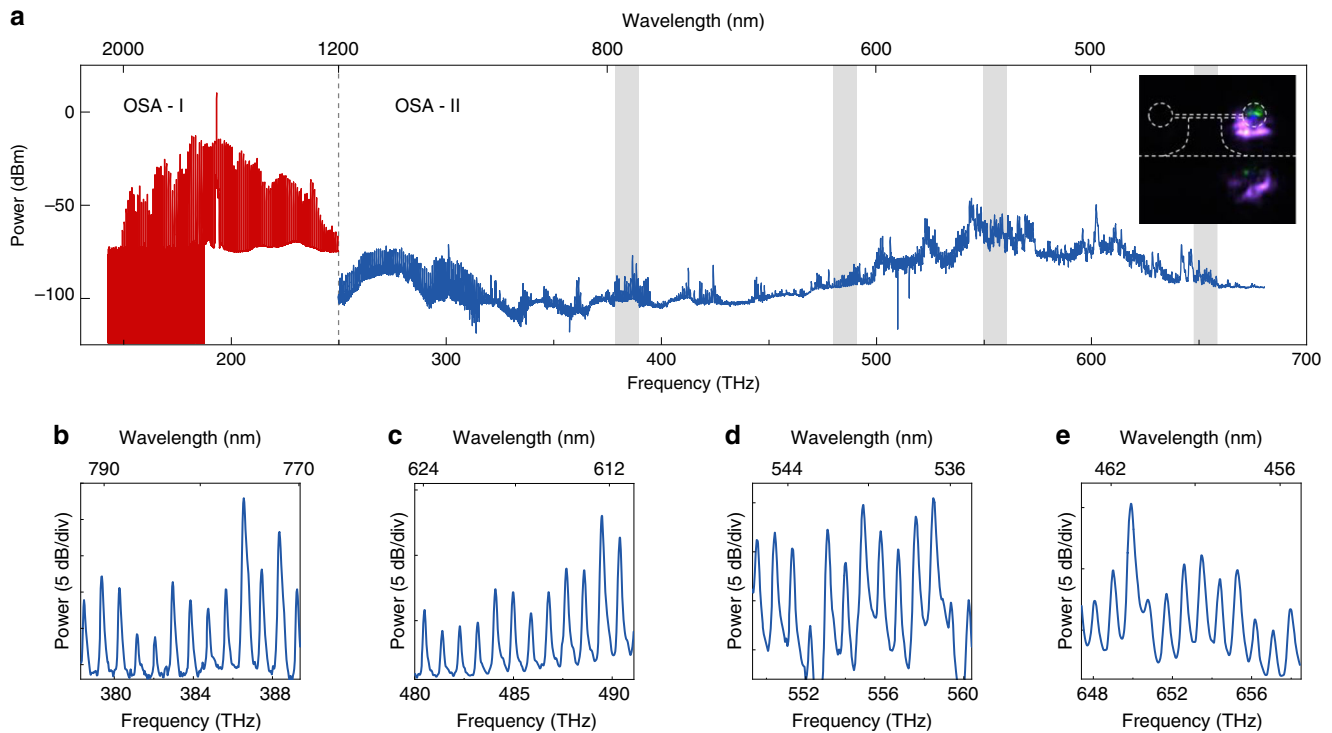 a
Wavelength (nm)
2000 1200 800 600 500
OSA - I
OSA - II
Power (dBm)
0
−50
−100
200 300 400 500 600 700
Frequency (THz)
b
Wavelength (nm)
790 770
Power (5 dB/div)
380 384 388
Frequency (THz)
c
Wavelength (nm)
624 612
Power (5 dB/div)
480 485 490
Frequency (THz)
d
Wavelength (nm)
544 536
Power (5 dB/div)
552 556 560
Frequency (THz)
e
Wavelength (nm)
462 456
Power (5 dB/div)
648 652 656
Frequency (THz)